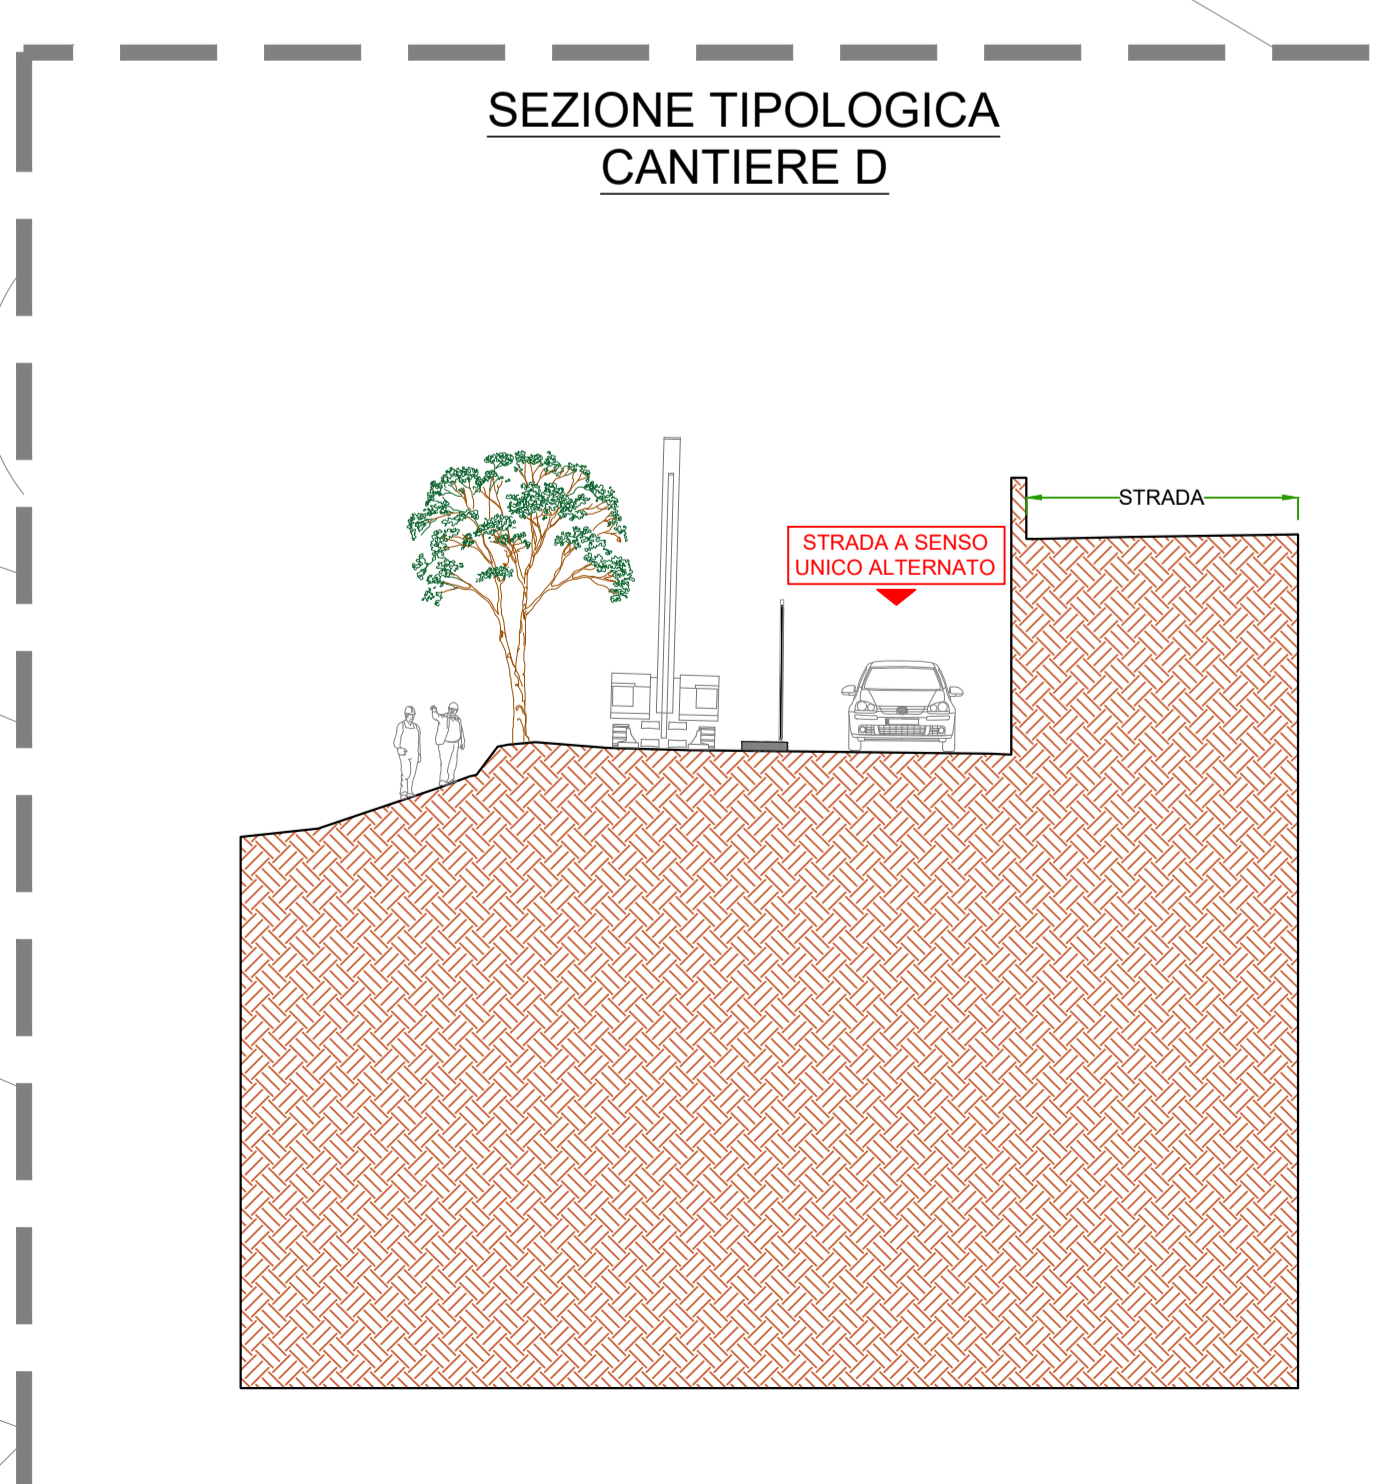 SEZIONE TIPOLOGICA
CANTIERE D
STRADA
STRADA A SENSO
UNICO ALTERNATO